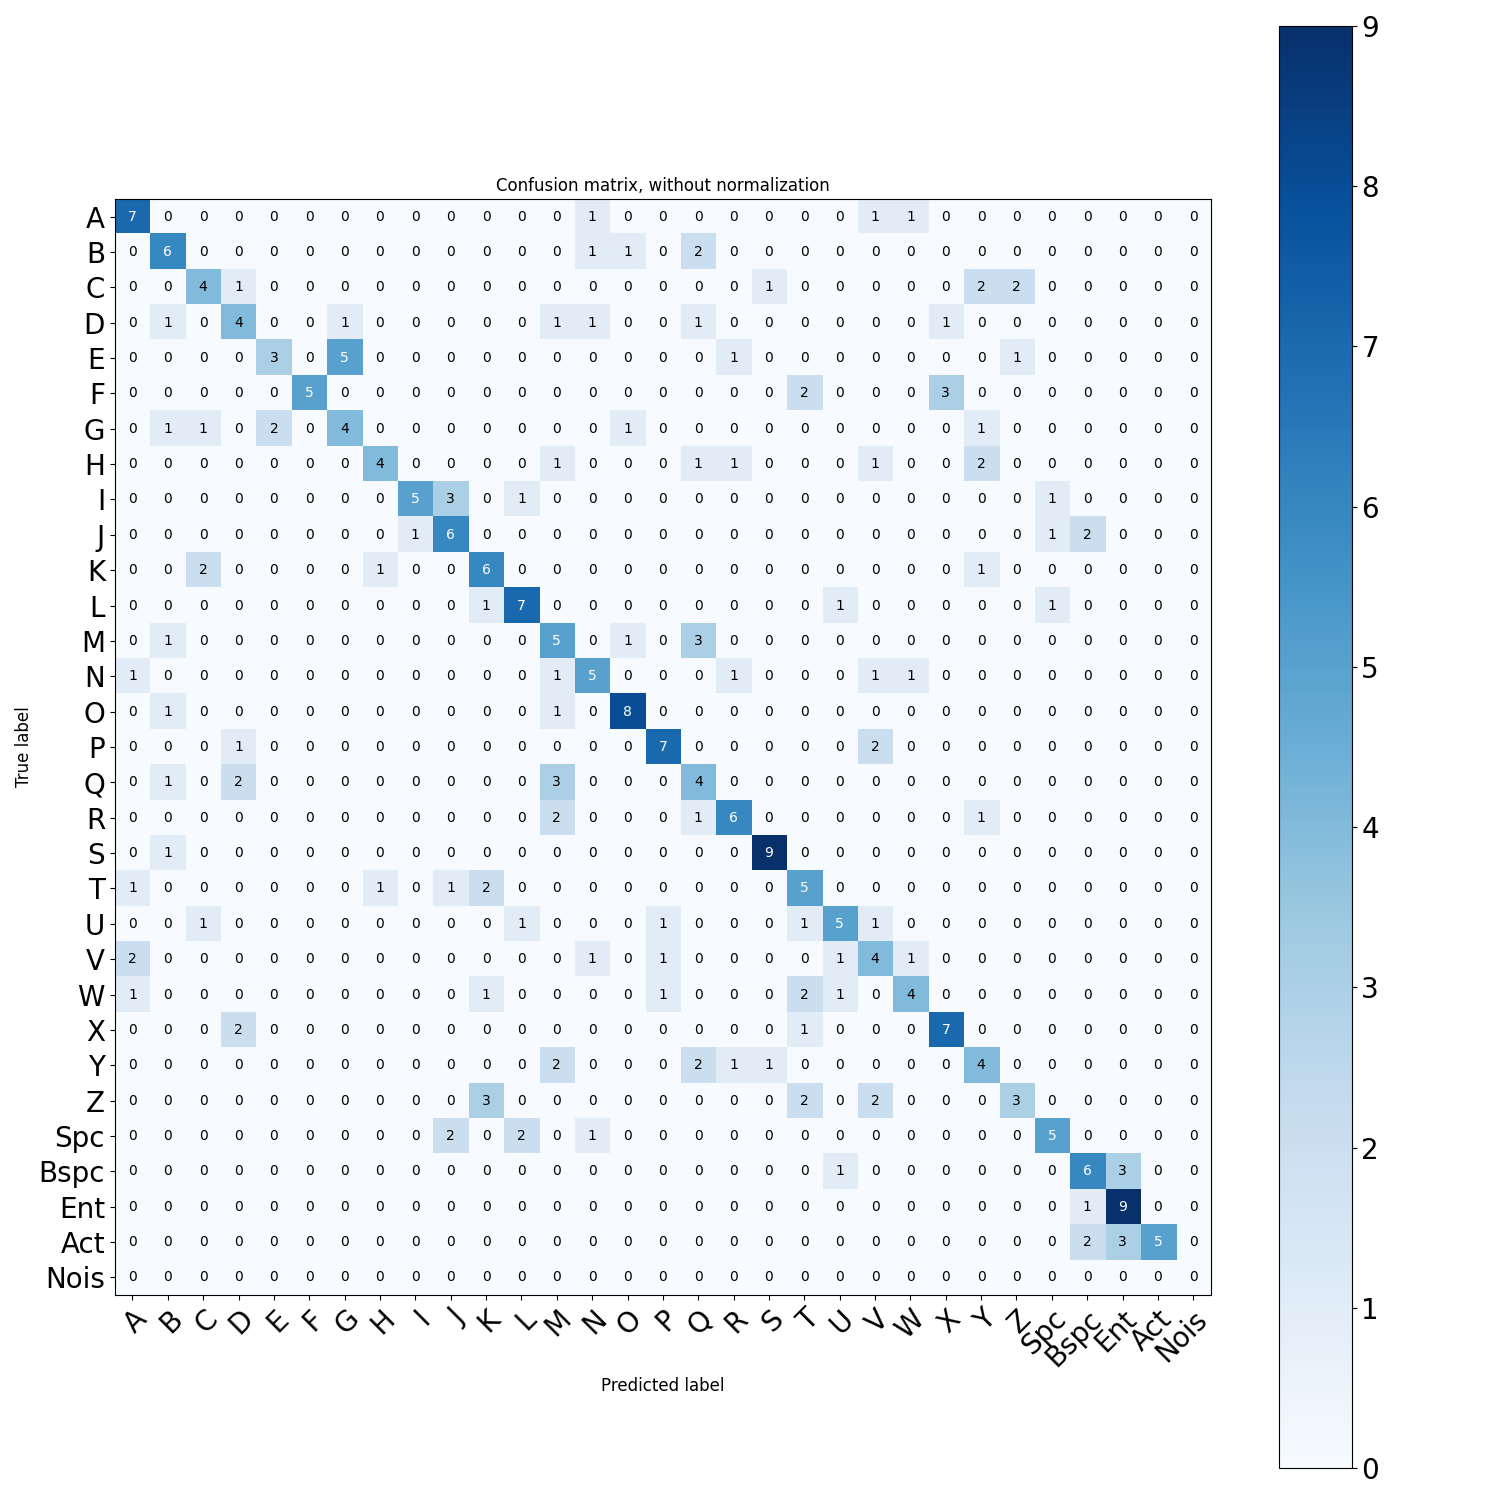 Confusion matrix, without normalization
A 7 0 0 0 0 0 0 0 0 0 0 0 0 1 0 0 0 0 0 0 0 1 1 0 0 0 0 0 0 0 0
B 0 6 0 0 0 0 0 0 0 0 0 0 0 1 1 0 2 0 0 0 0 0 0 0 0 0 0 0 0 0 0
C 0 0 4 1 0 0 0 0 0 0 0 0 0 0 0 0 0 0 1 0 0 0 0 0 2 2 0 0 0 0 0
D 0 1 0 4 0 0 1 0 0 0 0 0 1 1 0 0 1 0 0 0 0 0 0 1 0 0 0 0 0 0 0
E 0 0 0 0 3 0 5 0 0 0 0 0 0 0 0 0 0 1 0 0 0 0 0 0 0 1 0 0 0 0 0
F 0 0 0 0 0 5 0 0 0 0 0 0 0 0 0 0 0 0 0 2 0 0 0 3 0 0 0 0 0 0 0
G 0 1 1 0 2 0 4 0 0 0 0 0 0 0 1 0 0 0 0 0 0 0 0 0 1 0 0 0 0 0 0
H 0 0 0 0 0 0 0 4 0 0 0 0 1 0 0 0 1 1 0 0 0 1 0 0 2 0 0 0 0 0 0
I 0 0 0 0 0 0 0 0 5 3 0 1 0 0 0 0 0 0 0 0 0 0 0 0 0 0 1 0 0 0 0
J 0 0 0 0 0 0 0 0 1 6 0 0 0 0 0 0 0 0 0 0 0 0 0 0 0 0 1 2 0 0 0
K 0 0 2 0 0 0 0 1 0 0 6 0 0 0 0 0 0 0 0 0 0 0 0 0 1 0 0 0 0 0 0
L 0 0 0 0 0 0 0 0 0 0 1 7 0 0 0 0 0 0 0 0 1 0 0 0 0 0 1 0 0 0 0
M 0 1 0 0 0 0 0 0 0 0 0 0 5 0 1 0 3 0 0 0 0 0 0 0 0 0 0 0 0 0 0
N 1 0 0 0 0 0 0 0 0 0 0 0 1 5 0 0 0 1 0 0 0 1 1 0 0 0 0 0 0 0 0
O 0 1 0 0 0 0 0 0 0 0 0 0 1 0 8 0 0 0 0 0 0 0 0 0 0 0 0 0 0 0 0
P 0 0 0 1 0 0 0 0 0 0 0 0 0 0 0 7 0 0 0 0 0 2 0 0 0 0 0 0 0 0 0
Q 0 1 0 2 0 0 0 0 0 0 0 0 3 0 0 0 4 0 0 0 0 0 0 0 0 0 0 0 0 0 0
R 0 0 0 0 0 0 0 0 0 0 0 0 2 0 0 0 1 6 0 0 0 0 0 0 1 0 0 0 0 0 0
S 0 1 0 0 0 0 0 0 0 0 0 0 0 0 0 0 0 0 9 0 0 0 0 0 0 0 0 0 0 0 0
T 1 0 0 0 0 0 0 1 0 1 2 0 0 0 0 0 0 0 0 5 0 0 0 0 0 0 0 0 0 0 0
U 0 0 1 0 0 0 0 0 0 0 0 1 0 0 0 1 0 0 0 1 5 1 0 0 0 0 0 0 0 0 0
V 2 0 0 0 0 0 0 0 0 0 0 0 0 1 0 1 0 0 0 0 1 4 1 0 0 0 0 0 0 0 0
W 1 0 0 0 0 0 0 0 0 0 1 0 0 0 0 1 0 0 0 2 1 0 4 0 0 0 0 0 0 0 0
X 0 0 0 2 0 0 0 0 0 0 0 0 0 0 0 0 0 0 0 1 0 0 0 7 0 0 0 0 0 0 0
Y 0 0 0 0 0 0 0 0 0 0 0 0 2 0 0 0 2 1 1 0 0 0 0 0 4 0 0 0 0 0 0
Z 0 0 0 0 0 0 0 0 0 0 3 0 0 0 0 0 0 0 0 2 0 2 0 0 0 3 0 0 0 0 0
Spc 0 0 0 0 0 0 0 0 0 2 0 2 0 1 0 0 0 0 0 0 0 0 0 0 0 0 5 0 0 0 0
Bspc 0 0 0 0 0 0 0 0 0 0 0 0 0 0 0 0 0 0 0 0 1 0 0 0 0 0 0 6 3 0 0
Ent 0 0 0 0 0 0 0 0 0 0 0 0 0 0 0 0 0 0 0 0 0 0 0 0 0 0 0 1 9 0 0
Act 0 0 0 0 0 0 0 0 0 0 0 0 0 0 0 0 0 0 0 0 0 0 0 0 0 0 0 2 3 5 0
Nois 0 0 0 0 0 0 0 0 0 0 0 0 0 0 0 0 0 0 0 0 0 0 0 0 0 0 0 0 0 0 0
A B C D E F G H I J K L M N O P Q R S T U V W X Y Z Spc Bspc Ent Act Nois
Predicted label
True label
9
8
7
6
5
4
3
2
1
0